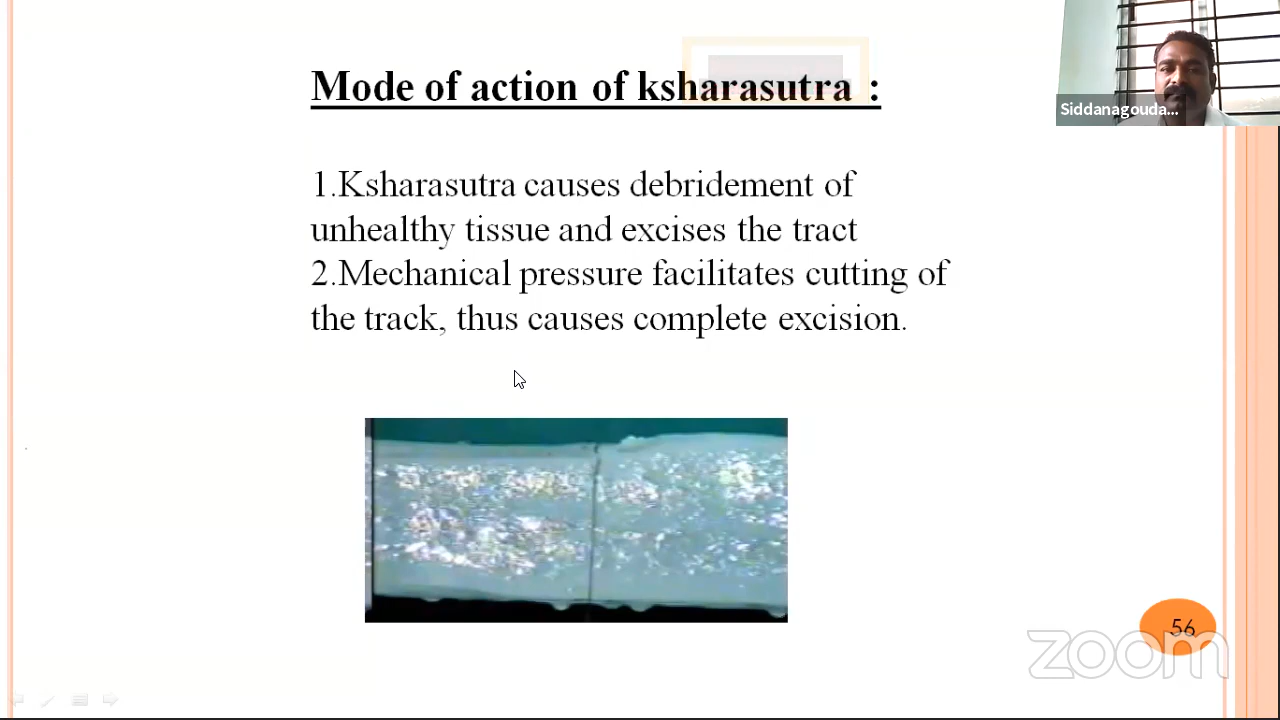 Mode of action of ksharasutra :
Siddanagouda...
1.Ksharasutra causes debridement of
unhealthy tissue and excises the tract
2.Mechanical pressure facilitates cutting of
the track, thus causes complete excision.
56
zoom